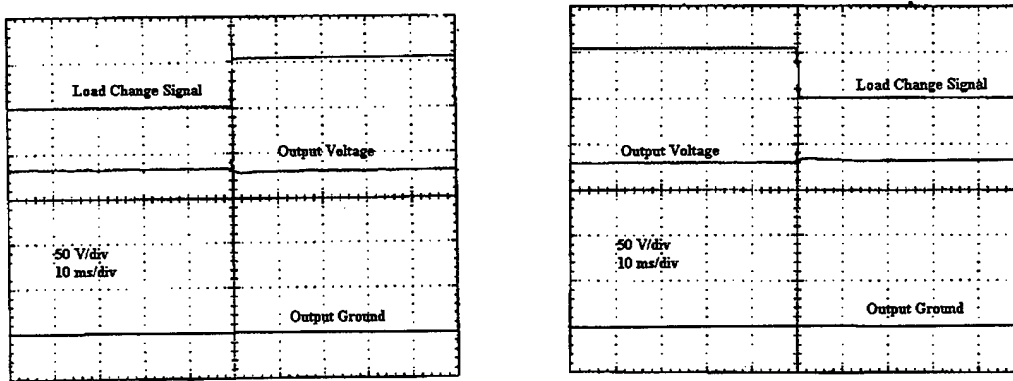 Load Change Signal
Output Voltage
50 V/div
10 ms/div
Output Ground
Load Change Signal
Output Voltage
50 V/div
10 ms/div
Output Ground